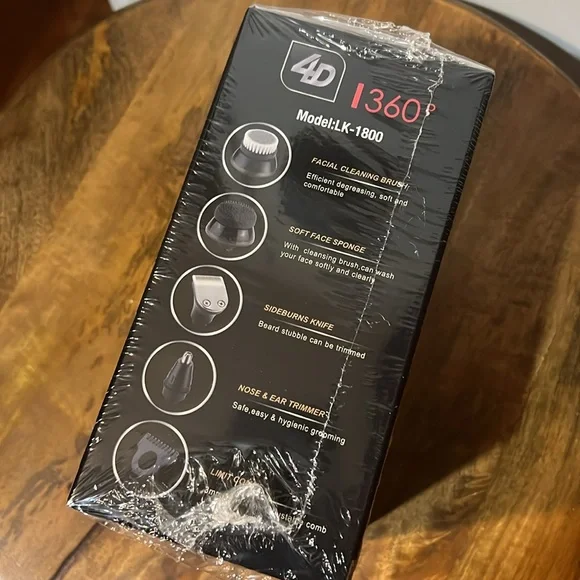 4D
360°
Model:LK-1800
FACIAL CLEANING BRUSH
Efficient degreasing, soft and
comfortable
SOFT FACE SPONGE
With cleansing brush,can wash
your face softly and clearly
SIDEBURNS KNIFE
Beard stubble can be trimmed
NOSE & EAR TRIMMER
Safe,easy & hygienic grooming
LIMIT
comb